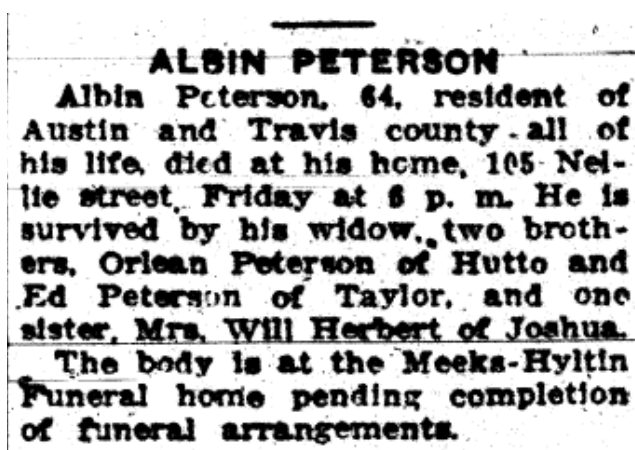 ALBIN PETERSON
Albin Peterson, 64, resident of
Austin and Travis county all of
his life, died at his home, 105 Nel-
lie street, Friday at 6 p. m. He is
survived by his widow, two broth-
ers, Orlean Peterson of Hutto and
Ed Peterson of Taylor, and one
sister, Mrs. Will Herbert of Joshua.
The body is at the Meeks-Hyltin
Funeral home pending completion
of funeral arrangements.